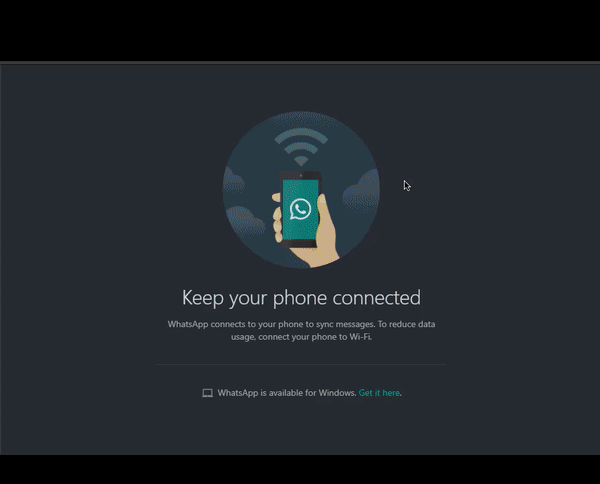 Keep your phone connected
WhatsApp connects to your phone to sync messages. To reduce data
usage, connect your phone to Wi-Fi.
WhatsApp is available for Windows. Get it here.